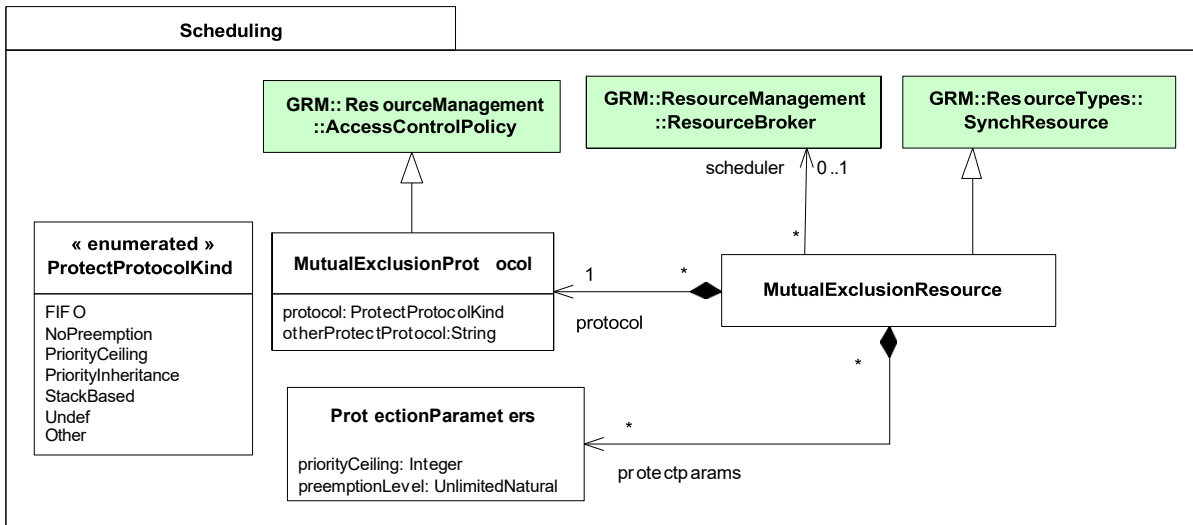 Scheduling
GRM::ResourceManagement
::AccessControlPolicy
GRM::ResourceManagement
::ResourceBroker
GRM::ResourceTypes::
SynchResource
scheduler
0..1
*
« enumerated »
ProtectProtocolKind
FIFO
NoPreemption
PriorityCeiling
PriorityInheritance
StackBased
Undef
Other
MutualExclusionProtocol
protocol: ProtectProtocolKind
otherProtectProtocol:String
1
*
protocol
MutualExclusionResource
*
ProtectionParameters
priorityCeiling: Integer
preemptionLevel: UnlimitedNatural
*
protectparams